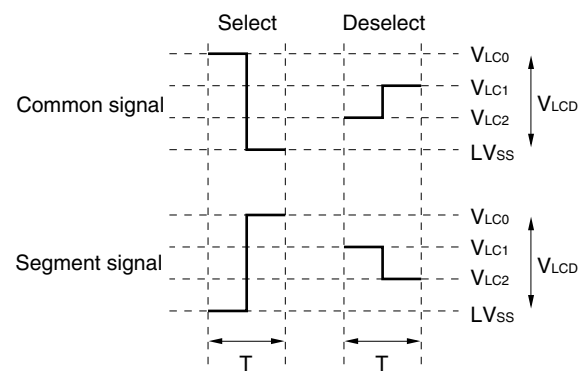 Select Deselect
Common signal
VLC0
VLC1
VLC2
LVSS
VLCD
Segment signal
VLC0
VLC1
VLC2
LVSS
VLCD
T T